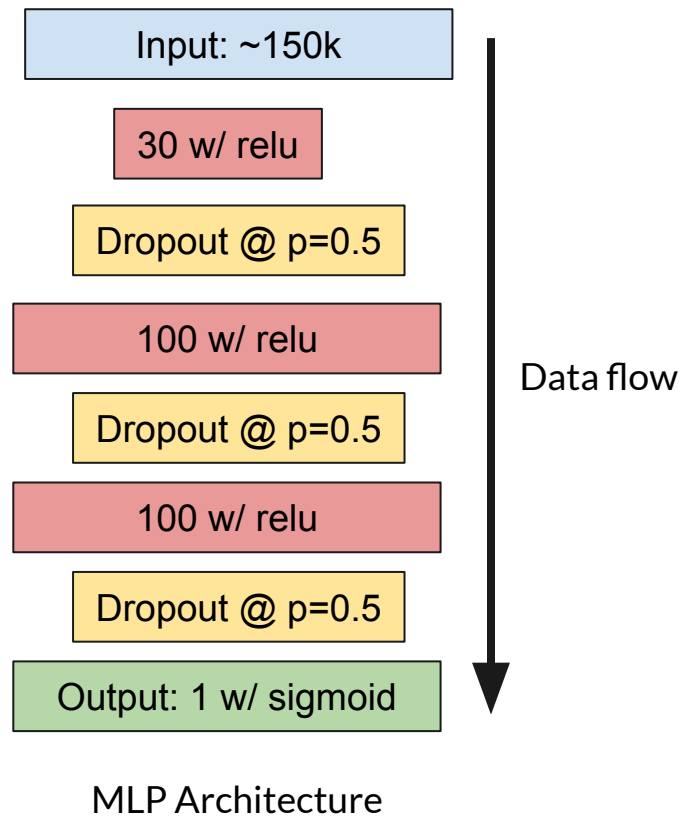 Input: ~150k
30 w/ relu
Dropout @ p=0.5
100 w/ relu
Dropout @ p=0.5
100 w/ relu
Dropout @ p=0.5
Output: 1 w/ sigmoid
Data flow
MLP Architecture